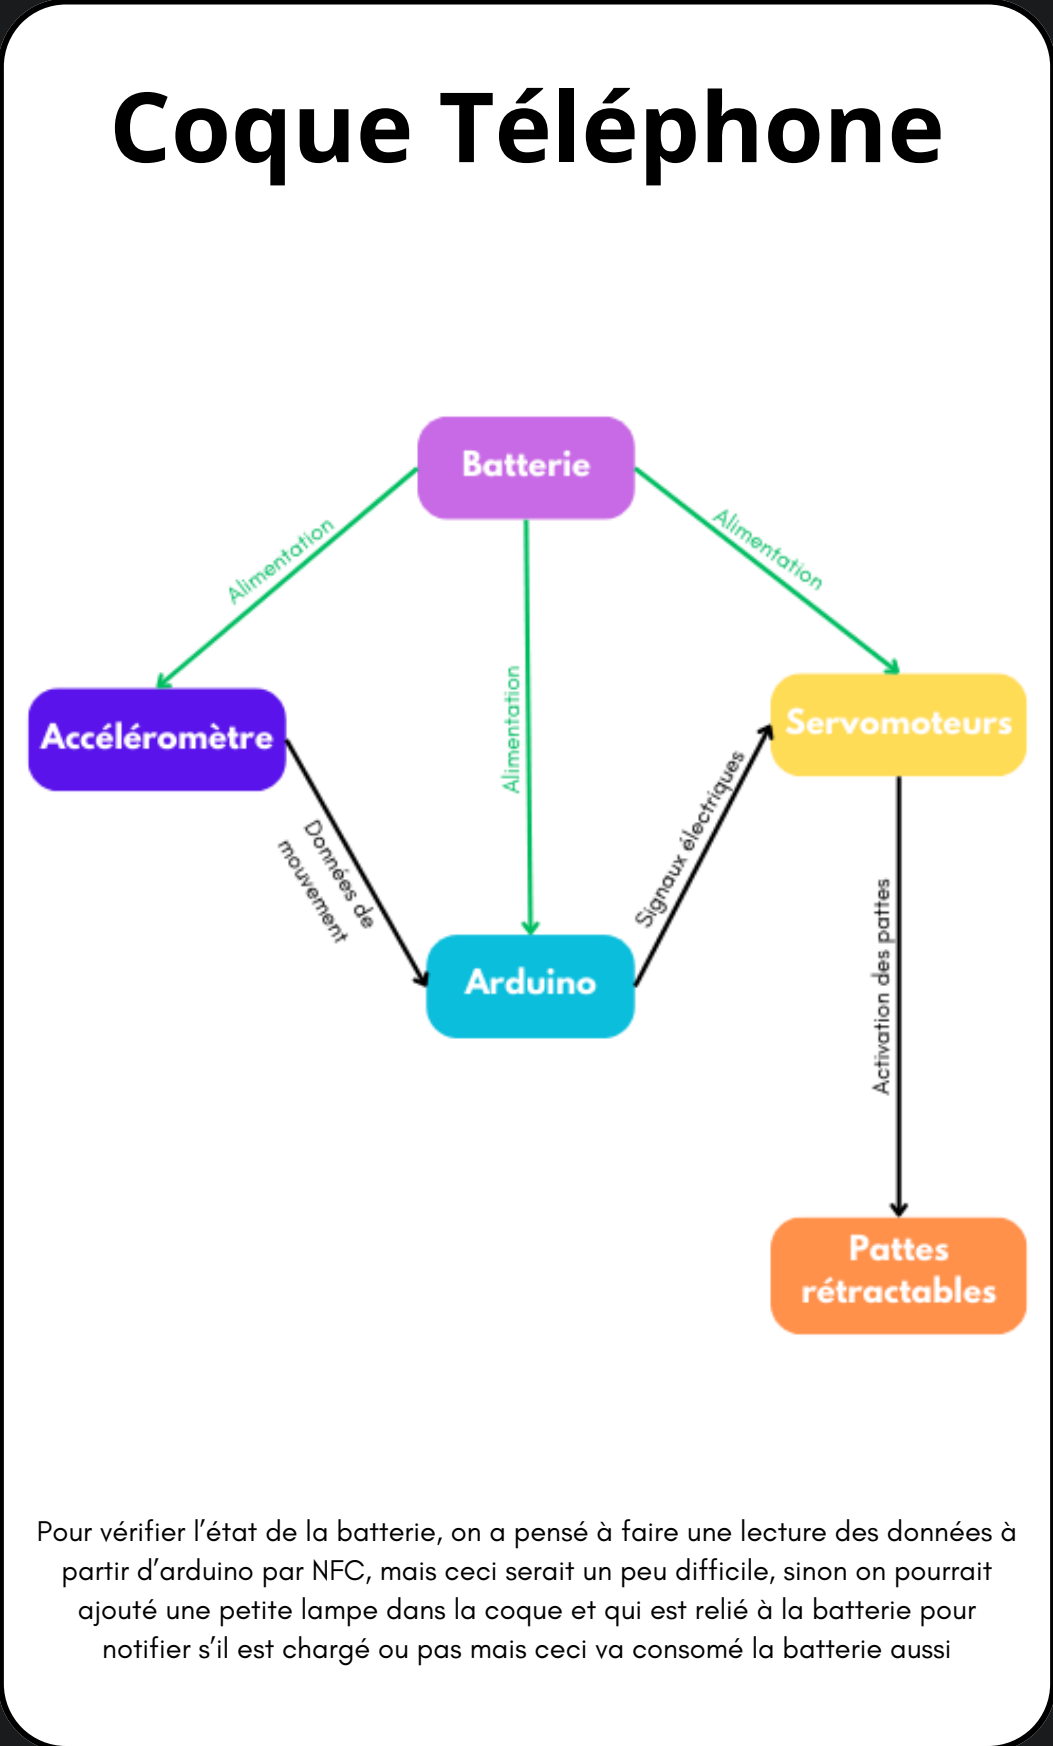 Coque Téléphone
Batterie
Alimentation
Alimentation
Alimentation
Accéléromètre
Servomoteurs
Données de
mouvement
Signaux électriques
Arduino
Activation des pattes
Pattes
rétractables
Pour vérifier l’état de la batterie, on a pensé à faire une lecture des données à
partir d’arduino par NFC, mais ceci serait un peu difficile, sinon on pourrait
ajouté une petite lampe dans la coque et qui est relié à la batterie pour
notifier s’il est chargé ou pas mais ceci va consomé la batterie aussi